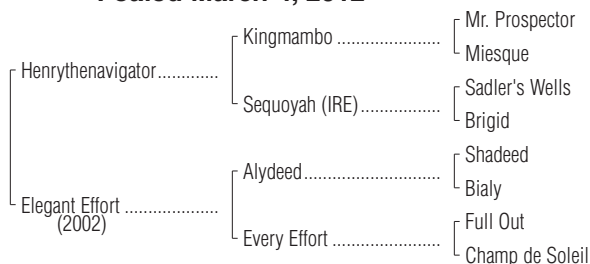 Foaled March 4, 2012
Kingmambo ......................
Mr. Prospector
Miesque
Henrythenavigator.............
Sequoyah (IRE).................
Sadler's Wells
Brigid
Alydeed.............................
Shadeed
Bialy
Elegant Effort ....................
(2002)
Every Effort .......................
Full Out
Champ de Soleil